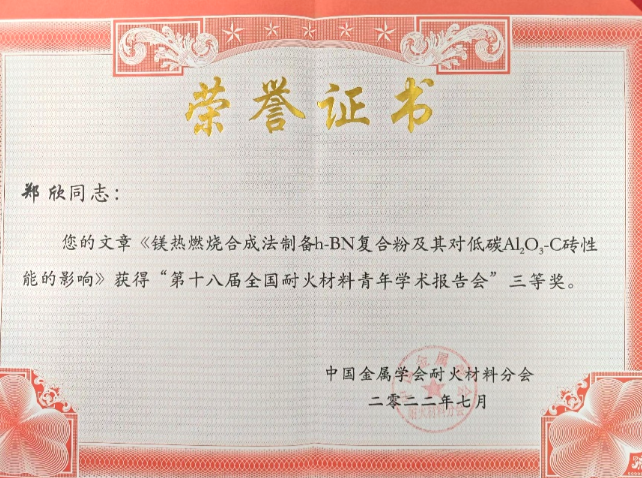 荣誉证书
郑欣同志：
您的文章《镁热燃烧合成法制备h-BN复合粉及其对低碳Al₂O₃-C砖性
能的影响》获得“第十八届全国耐火材料青年学术报告会”三等奖。
中国金属学会耐火材料分会
二零二二年七月